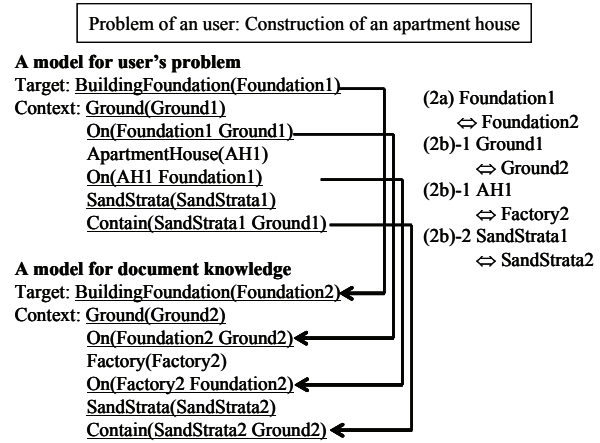 Problem of an user: Construction of an apartment house
A model for user's problem
Target: BuildingFoundation(Foundation1)
Context: Ground(Ground1)
On(Foundation1 Ground1)
ApartmentHouse(AH1)
On(AH1 Foundation1)
SandStrata(SandStrata1)
Contain(SandStrata1 Ground1)
A model for document knowledge
Target: BuildingFoundation(Foundation2)
Context: Ground(Ground2)
On(Foundation2 Ground2)
Factory(Factory2)
On(Factory2 Foundation2)
SandStrata(SandStrata2)
Contain(SandStrata2 Ground2)
(2a) Foundation1
⇔ Foundation2
(2b)-1 Ground1
⇔ Ground2
(2b)-1 AH1
⇔ Factory2
(2b)-2 SandStrata1
⇔ SandStrata2